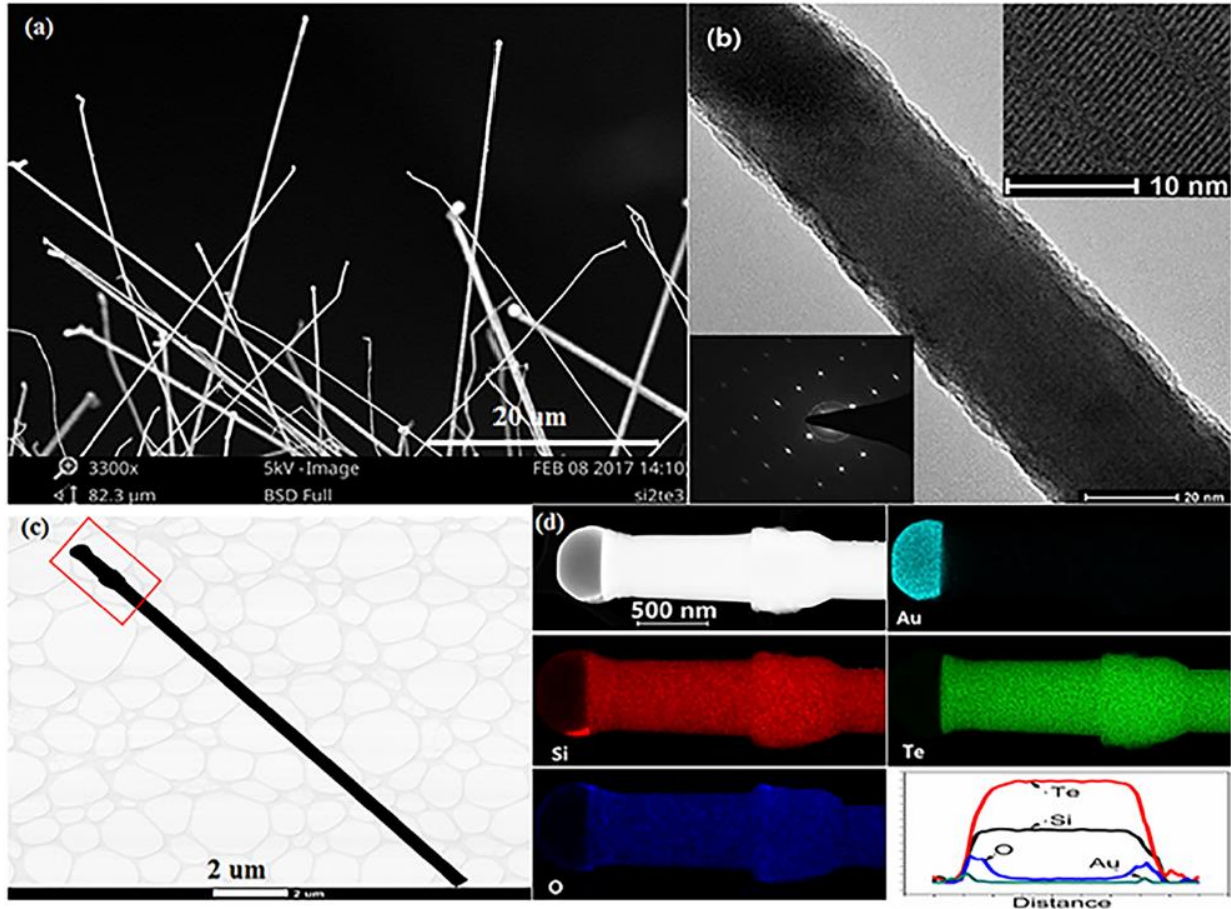 (a)
20 um
3300x
5kV - Image
FEB 08 2017 14:10
82.3 µm
BSD Full
si2te3
(b)
10 nm
20 nm
(c)
2 um
2 um
(d)
500 nm
Au
Si
Te
O
Te
Si
O
Au
Distance